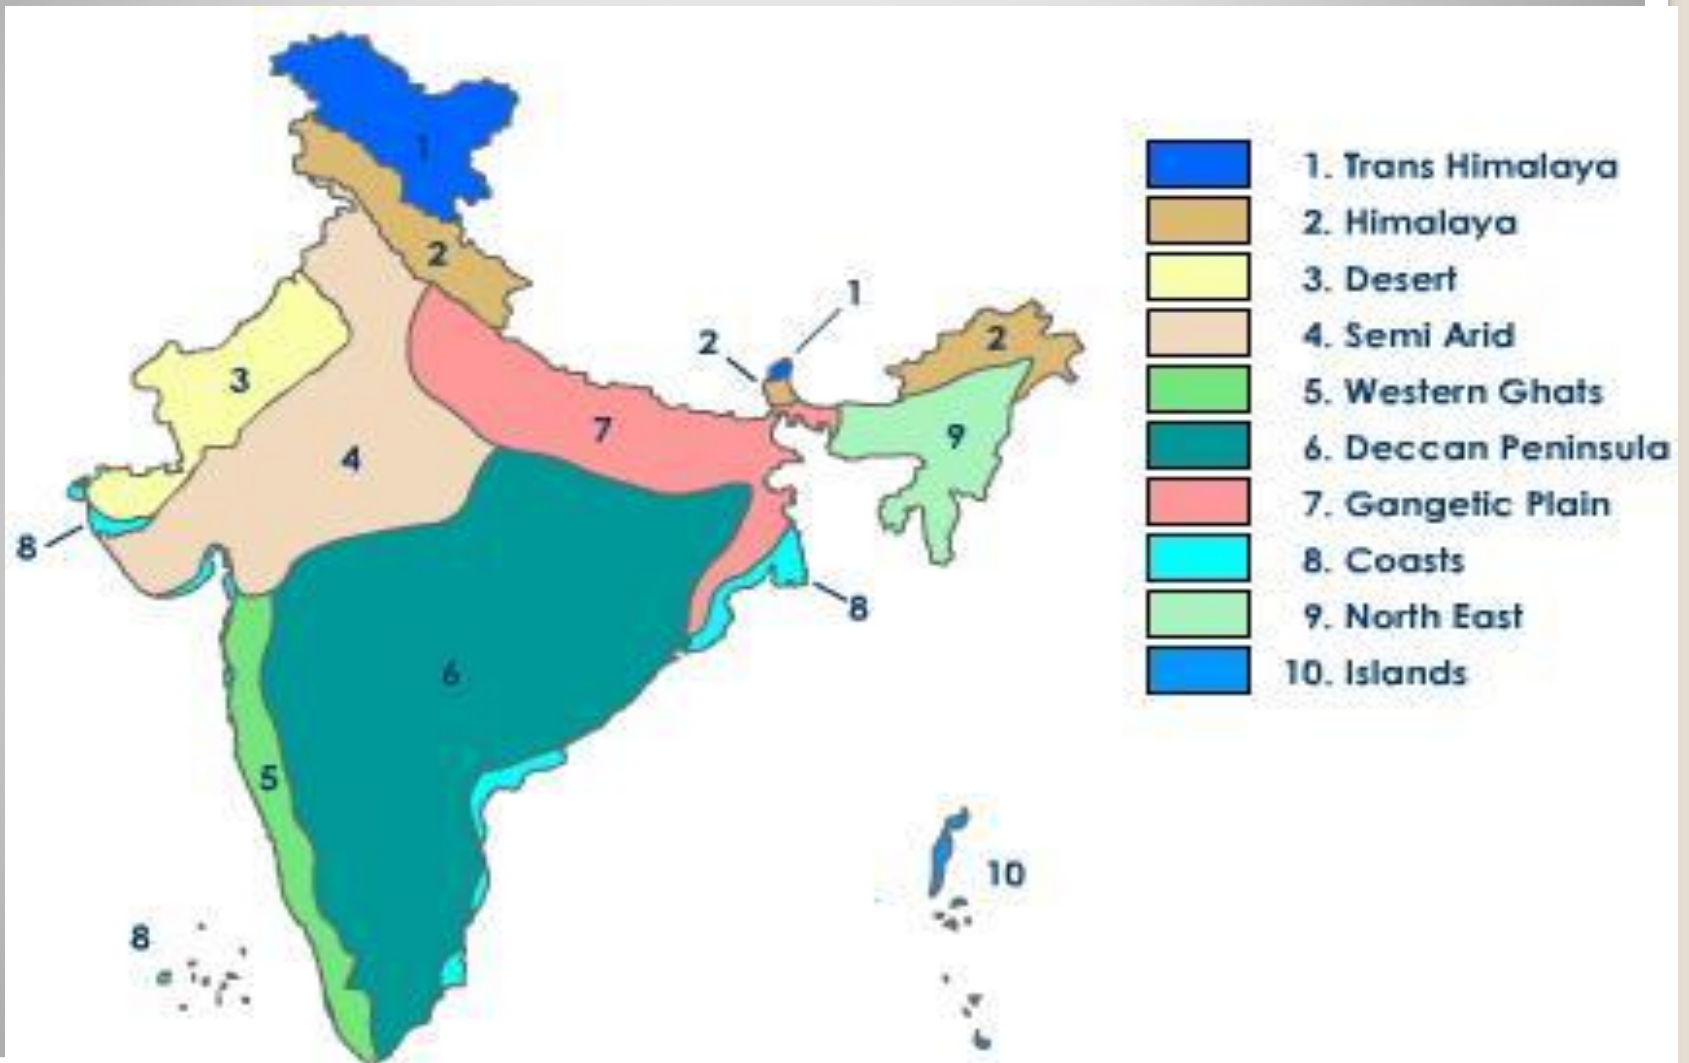 1
2
1
2
2
3
7
9
4
8
8
6
5
10
8
1. Trans Himalaya
2. Himalaya
3. Desert
4. Semi Arid
5. Western Ghats
6. Deccan Peninsula
7. Gangetic Plain
8. Coasts
9. North East
10. Islands